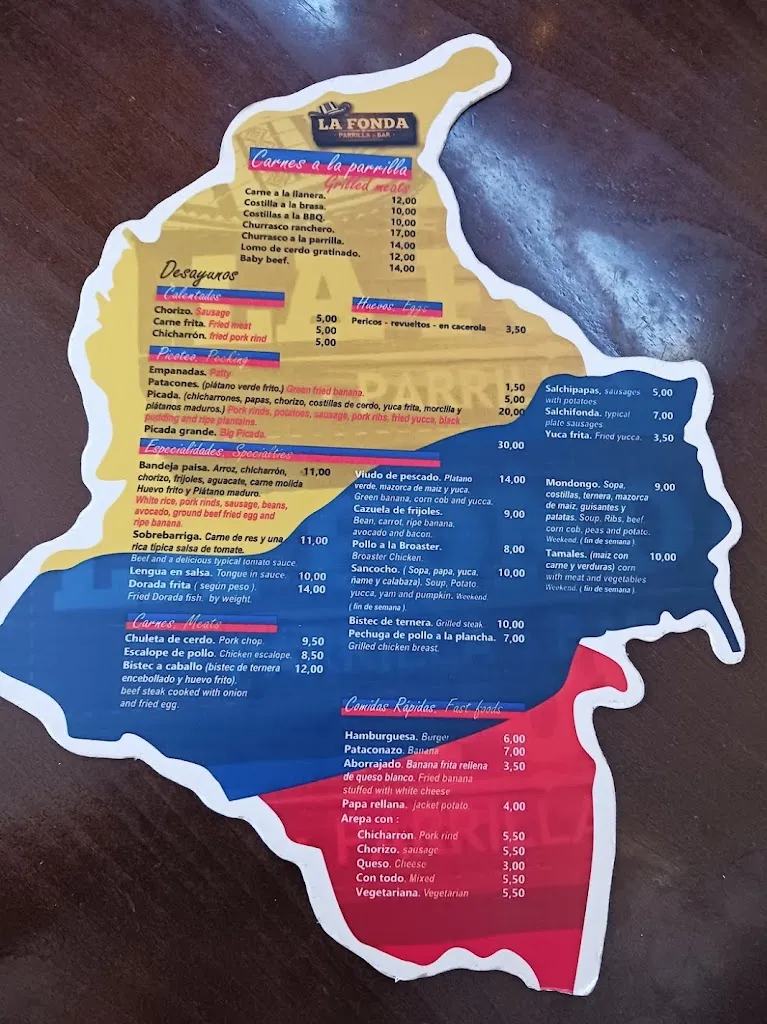 LA FONDA
PARRILLA - BAR
Carnes a la parrilla
Grilled meats
Carne a la llanera. 12,00
Costilla a la brasa. 10,00
Costillas a la BBQ. 10,00
Churrasco ranchero. 17,00
Churrasco a la parrilla. 14,00
Lomo de cerdo gratinado. 12,00
Baby beef. 14,00
Desayunos
Calentados
Chorizo. Sausage 5,00
Carne frita. Fried meat 5,00
Chicharrón. fried pork rind 5,00
Huevos. Eggs
Pericos - revueltos - en cacerola 3,50
Picoteo. Pecking
Empanadas. Patty 1,50
Patacones. (plátano verde frito.) Green fried banana. 5,00
Picada. (chicharrones, papas, chorizo, costillas de cerdo, yuca frita, morcilla y 20,00
plátanos maduros.) Pork rinds, potatoes, sausage, pork ribs, fried yucca, black
pudding and ripe plantains.
Picada grande. Big Picada. 30,00
Salchipapas, sausages 5,00
with potatoes
Salchifonda. typical 7,00
plate sausages
Yuca frita. Fried yucca. 3,50
Especialidades. Specialties
Bandeja paisa. Arroz, chicharrón, 11,00
chorizo, frijoles, aguacate, carne molida
Huevo frito y Plátano maduro.
White rice, pork rinds, sausage, beans,
avocado, ground beef fried egg and
ripe banana.
Sobrebarriga. Carne de res y una 11,00
rica típica salsa de tomate.
Beef and a delicious typical tomato sauce
Lengua en salsa. Tongue in sauce 10,00
Dorada frita ( según peso ). 14,00
Fried Dorada fish. by weight.
Viudo de pescado. Platano 14,00
verde, mazorca de maiz y yuca.
Green banana, corn cob and yucca.
Cazuela de frijoles. 9,00
Bean, carrot, ripe banana,
avocado and bacon.
Pollo a la Broaster. 8,00
Broaster Chicken.
Sancocho. ( Sopa, papa, yuca, 10,00
ñame y calabaza). Soup, Potato,
yucca, yam and pumpkin. Weekend.
( fin de semana ).
Bistec de ternera. Grilled steak 10,00
Pechuga de pollo a la plancha. 7,00
Grilled chicken breast.
Mondongo. Sopa, 9,00
costillas, ternera, mazorca
de maiz, guisantes y
patatas. Soup, Ribs, beef,
corn cob, peas and potato.
Weekend. ( fin de semana ).
Tamales. (maiz con 10,00
carne y verduras) corn
with meat and vegetables
Weekend. ( fin de semana ).
Carnes. Meats
Chuleta de cerdo. Pork chop. 9,50
Escalope de pollo. Chicken escalope. 8,50
Bistec a caballo (bistec de ternera 12,00
encebollado y huevo frito).
beef steak cooked with onion
and fried egg.
Comidas Rápidas. Fast foods
Hamburguesa. Burger 6,00
Pataconazo. Banana 7,00
Aborrajado. Banana frita rellena 3,50
de queso blanco. Fried banana
stuffed with white cheese
Papa rellana. jacket potato 4,00
Arepa con :
Chicharrón. Pork rind 5,50
Chorizo. sausage 5,50
Queso. Cheese 3,00
Con todo. Mixed 5,50
Vegetariana. Vegetarian 5,50